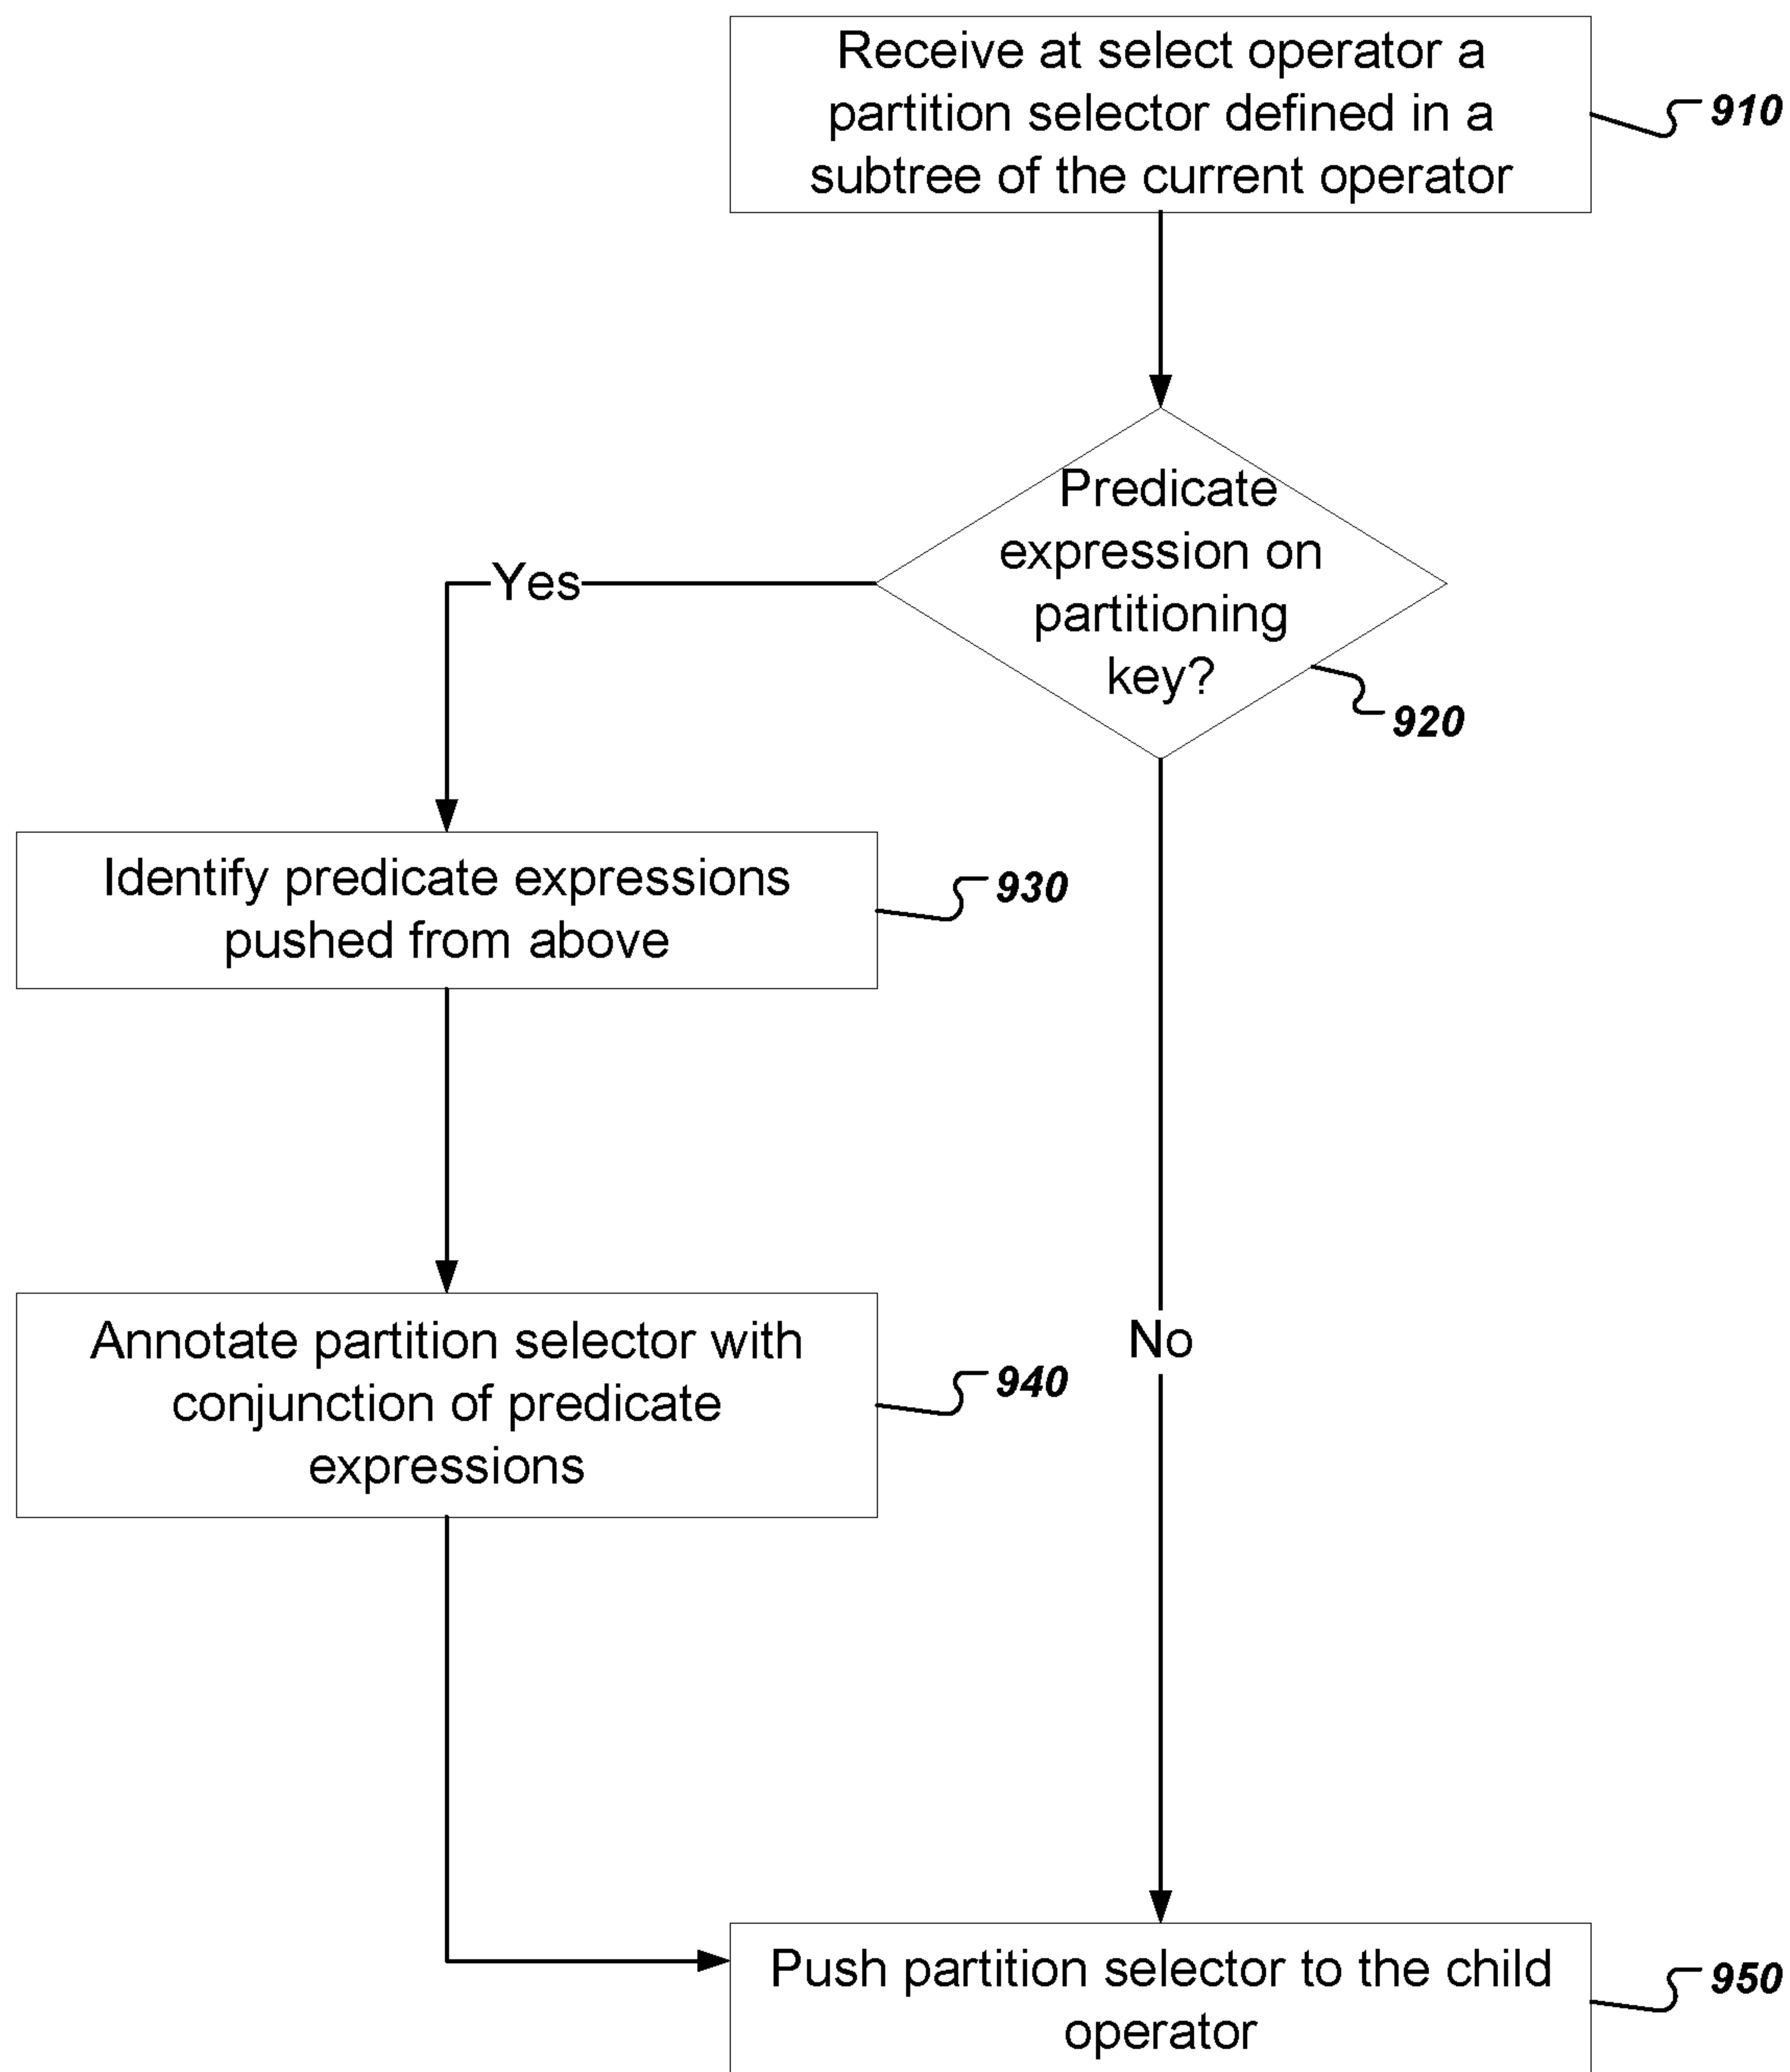 Receive at select operator a
partition selector defined in a
subtree of the current operator
910
Predicate
expression on
partitioning
key?
920
Yes
Identify predicate expressions
pushed from above
930
Annotate partition selector with
conjunction of predicate
expressions
940
No
Push partition selector to the child
operator
950